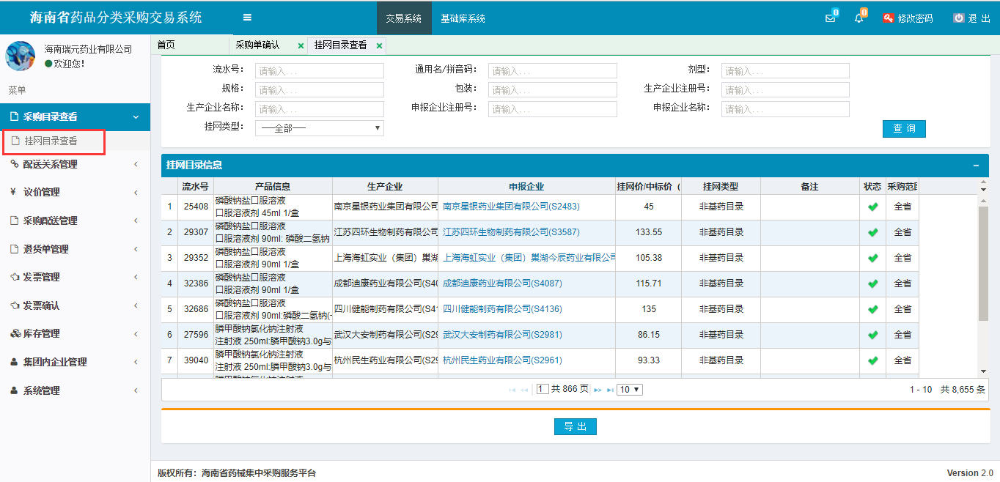 海南省药品分类采购交易系统
交易系统 基础库系统
0 0 修改密码 退 出
海南瑞元药业有限公司
欢迎您!
菜单
采购目录查看
挂网目录查看
配送关系管理
议价管理
采购配送管理
退货单管理
发票管理
发票确认
库存管理
集团内企业管理
系统管理
首页 采购单确认 × 挂网目录查看 ×
流水号: 请输入... 通用名/拼音码: 请输入... 剂型: 请输入...
规格: 请输入... 包装: 请输入... 生产企业注册号: 请输入...
生产企业名称: 请输入... 申报企业注册号: 请输入... 申报企业名称: 请输入...
挂网类型: ──全部──
查 询
挂网目录信息
流水号 产品信息 生产企业 申报企业 挂网价/中标价 ( 挂网类型 备注 状态 采购范围
1 25408 磷酸钠盐口服溶液 南京星银药业集团有限公司 南京星银药业集团有限公司(S2483) 45 非基药目录 全省
口服溶液剂 45ml 1/盒
2 29307 磷酸钠盐口服溶液 江苏四环生物制药有限公司 江苏四环生物制药有限公司(S3587) 133.55 非基药目录 全省
口服溶液剂 90ml: 磷酸二氢钠
3 29352 磷酸钠盐口服溶液 上海海虹实业（集团）巢湖 上海海虹实业（集团）巢湖今辰药业有限公司 105.38 非基药目录 全省
口服溶液剂 90ml 1/盒
4 32386 磷酸钠盐口服溶液 成都迪康药业有限公司(S40 成都迪康药业有限公司(S4087) 115.71 非基药目录 全省
口服溶液剂 90ml 1/盒
5 32686 磷酸钠盐口服溶液 四川健能制药有限公司(S41 四川健能制药有限公司(S4136) 135 非基药目录 全省
口服溶液剂 90ml:磷酸二氢钠(-
6 27596 膦甲酸钠氯化钠注射液 武汉大安制药有限公司(S29 武汉大安制药有限公司(S2981) 86.15 非基药目录 全省
注射液 250ml:膦甲酸钠3.0g与
7 39040 膦甲酸钠氯化钠注射液 杭州民生药业有限公司(S29 杭州民生药业有限公司(S2961) 93.33 非基药目录 全省
注射液 250ml:膦甲酸钠3.0g与
1 共 866 页 10 1 - 10 共 8,655 条
导 出
版权所有: 海南省药械集中采购服务平台 Version 2.0